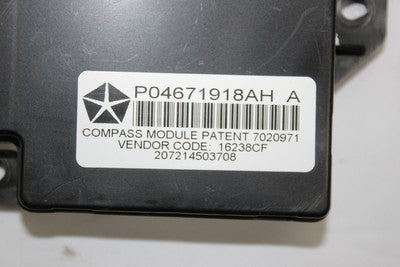 P04671918AH A
COMPASS MODULE PATENT 7020971
VENDOR CODE: 16238CF
207214503708